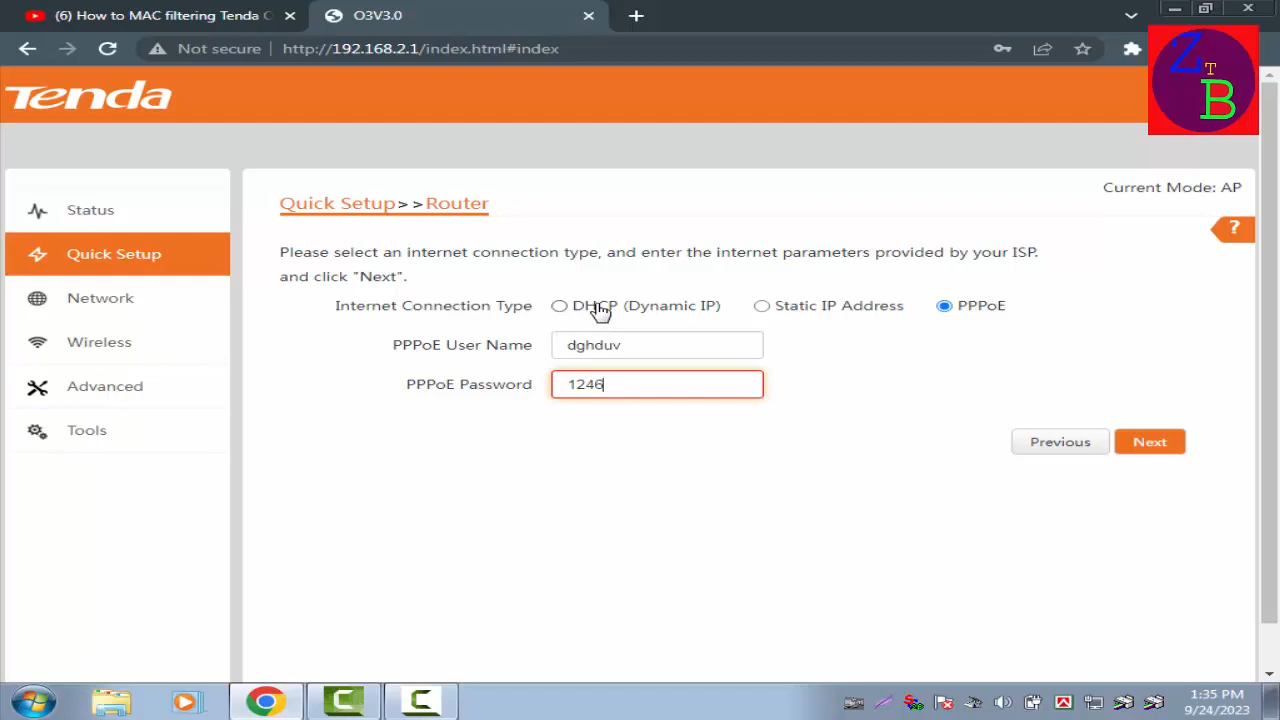 (6) How to MAC filtering Tenda
O3V3.0
Not secure
http://192.168.2.1/index.html#index
Z
T
B
Tenda
Current Mode: AP
Status
Quick Setup
Network
Wireless
Advanced
Tools
Quick Setup>>Router
?
Please select an internet connection type, and enter the internet parameters provided by your ISP.
and click "Next".
Internet Connection Type
DHCP (Dynamic IP)
Static IP Address
PPPoE
PPPoE User Name
dghduv
PPPoE Password
1246
Previous
Next
1:35 PM
9/24/2023